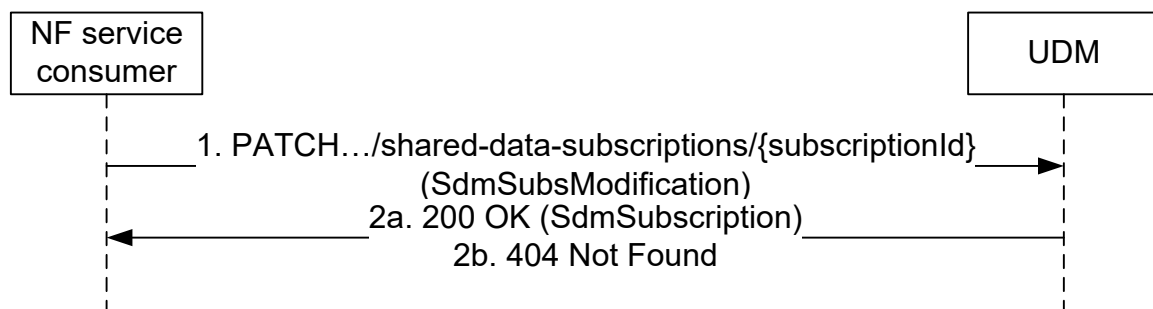 NF service
consumer
UDM
1. PATCH…/shared-data-subscriptions/{subscriptionId}
(SdmSubsModification)
2a. 200 OK (SdmSubscription)
2b. 404 Not Found